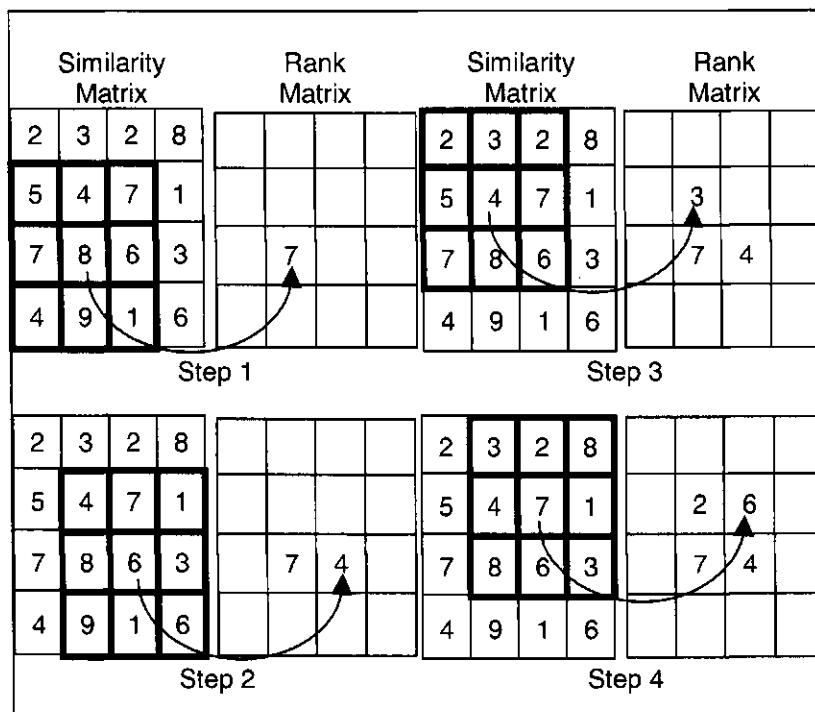 Similarity Matrix Rank Matrix
2 3 2 8
5 4 7 1
7 8 6 3 7
4 9 1 6
Step 1
Similarity Matrix Rank Matrix
2 3 2 8
5 4 7 1 3
7 8 6 3 7 4
4 9 1 6
Step 3
2 3 2 8
5 4 7 1
7 8 6 3 7 4
4 9 1 6
Step 2
2 3 2 8
5 4 7 1 2 6
7 8 6 3 7 4
4 9 1 6
Step 4